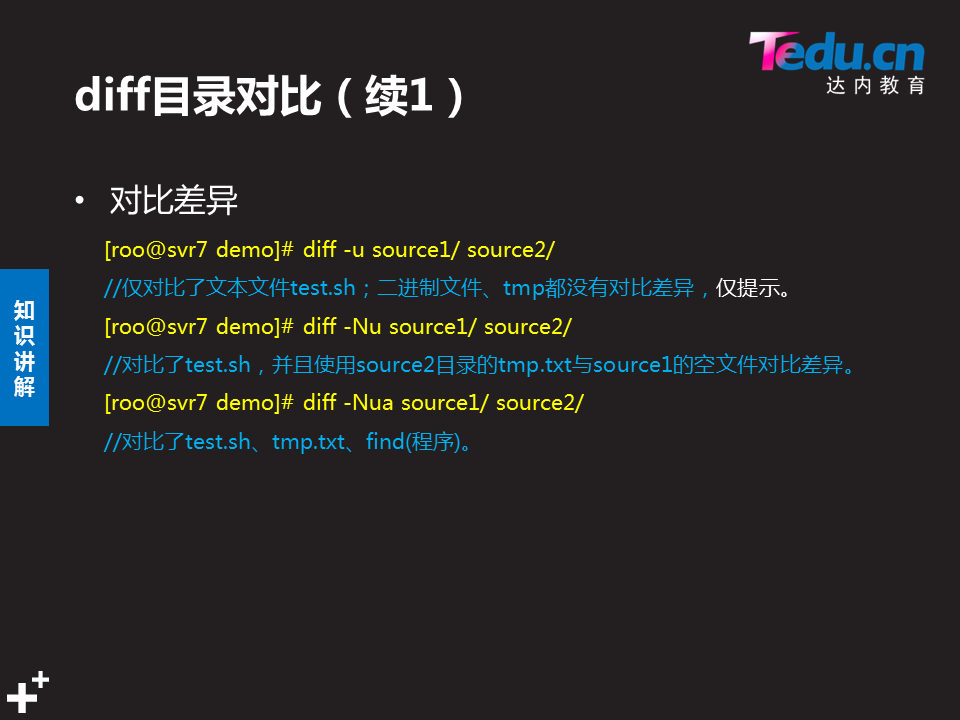 Tedu.cn
达内教育
diff目录对比（续1）
• 对比差异
[roo@svr7 demo]# diff -u source1/ source2/
//仅对比了文本文件test.sh；二进制文件、tmp都没有对比差异，仅提示。
[roo@svr7 demo]# diff -Nu source1/ source2/
//对比了test.sh，并且使用source2目录的tmp.txt与source1的空文件对比差异。
[roo@svr7 demo]# diff -Nua source1/ source2/
//对比了test.sh、tmp.txt、find(程序)。
知
识
讲
解